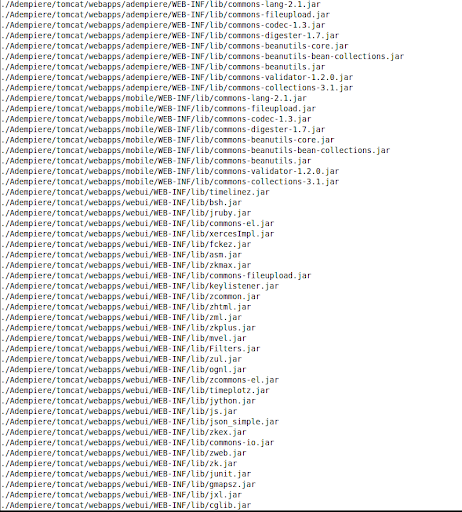 ./Adempiere/tomcat/webapps/adempiere/WEB-INF/lib/commons-lang-2.1.jar
./Adempiere/tomcat/webapps/adempiere/WEB-INF/lib/commons-fileupload.jar
./Adempiere/tomcat/webapps/adempiere/WEB-INF/lib/commons-codec-1.3.jar
./Adempiere/tomcat/webapps/adempiere/WEB-INF/lib/commons-digester-1.7.jar
./Adempiere/tomcat/webapps/adempiere/WEB-INF/lib/commons-beanutils-core.jar
./Adempiere/tomcat/webapps/adempiere/WEB-INF/lib/commons-beanutils-bean-collections.jar
./Adempiere/tomcat/webapps/adempiere/WEB-INF/lib/commons-beanutils.jar
./Adempiere/tomcat/webapps/adempiere/WEB-INF/lib/commons-validator-1.2.0.jar
./Adempiere/tomcat/webapps/adempiere/WEB-INF/lib/commons-collections-3.1.jar
./Adempiere/tomcat/webapps/mobile/WEB-INF/lib/commons-lang-2.1.jar
./Adempiere/tomcat/webapps/mobile/WEB-INF/lib/commons-fileupload.jar
./Adempiere/tomcat/webapps/mobile/WEB-INF/lib/commons-codec-1.3.jar
./Adempiere/tomcat/webapps/mobile/WEB-INF/lib/commons-digester-1.7.jar
./Adempiere/tomcat/webapps/mobile/WEB-INF/lib/commons-beanutils-core.jar
./Adempiere/tomcat/webapps/mobile/WEB-INF/lib/commons-beanutils-bean-collections.jar
./Adempiere/tomcat/webapps/mobile/WEB-INF/lib/commons-beanutils.jar
./Adempiere/tomcat/webapps/mobile/WEB-INF/lib/commons-validator-1.2.0.jar
./Adempiere/tomcat/webapps/mobile/WEB-INF/lib/commons-collections-3.1.jar
./Adempiere/tomcat/webapps/webui/WEB-INF/lib/timelinez.jar
./Adempiere/tomcat/webapps/webui/WEB-INF/lib/bsh.jar
./Adempiere/tomcat/webapps/webui/WEB-INF/lib/jruby.jar
./Adempiere/tomcat/webapps/webui/WEB-INF/lib/commons-el.jar
./Adempiere/tomcat/webapps/webui/WEB-INF/lib/xercesImpl.jar
./Adempiere/tomcat/webapps/webui/WEB-INF/lib/fckez.jar
./Adempiere/tomcat/webapps/webui/WEB-INF/lib/asm.jar
./Adempiere/tomcat/webapps/webui/WEB-INF/lib/zkmax.jar
./Adempiere/tomcat/webapps/webui/WEB-INF/lib/commons-fileupload.jar
./Adempiere/tomcat/webapps/webui/WEB-INF/lib/keylistener.jar
./Adempiere/tomcat/webapps/webui/WEB-INF/lib/zcommon.jar
./Adempiere/tomcat/webapps/webui/WEB-INF/lib/zhtml.jar
./Adempiere/tomcat/webapps/webui/WEB-INF/lib/zml.jar
./Adempiere/tomcat/webapps/webui/WEB-INF/lib/zkplus.jar
./Adempiere/tomcat/webapps/webui/WEB-INF/lib/mvel.jar
./Adempiere/tomcat/webapps/webui/WEB-INF/lib/Filters.jar
./Adempiere/tomcat/webapps/webui/WEB-INF/lib/zul.jar
./Adempiere/tomcat/webapps/webui/WEB-INF/lib/ognl.jar
./Adempiere/tomcat/webapps/webui/WEB-INF/lib/zcommons-el.jar
./Adempiere/tomcat/webapps/webui/WEB-INF/lib/timeplotz.jar
./Adempiere/tomcat/webapps/webui/WEB-INF/lib/jython.jar
./Adempiere/tomcat/webapps/webui/WEB-INF/lib/js.jar
./Adempiere/tomcat/webapps/webui/WEB-INF/lib/json_simple.jar
./Adempiere/tomcat/webapps/webui/WEB-INF/lib/zkex.jar
./Adempiere/tomcat/webapps/webui/WEB-INF/lib/commons-io.jar
./Adempiere/tomcat/webapps/webui/WEB-INF/lib/zweb.jar
./Adempiere/tomcat/webapps/webui/WEB-INF/lib/zk.jar
./Adempiere/tomcat/webapps/webui/WEB-INF/lib/junit.jar
./Adempiere/tomcat/webapps/webui/WEB-INF/lib/gmapsz.jar
./Adempiere/tomcat/webapps/webui/WEB-INF/lib/jxl.jar
./Adempiere/tomcat/webapps/webui/WEB-INF/lib/cglib.jar